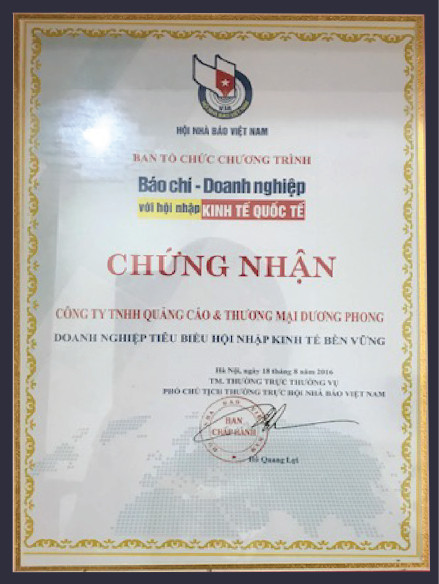 HỘI NHÀ BÁO VIỆT NAM
BAN TỔ CHỨC CHƯƠNG TRÌNH
Báo chí - Doanh nghiệp
với hội nhập KINH TẾ QUỐC TẾ
CHỨNG NHẬN
CÔNG TY TNHH QUẢNG CÁO & THƯƠNG MẠI DƯƠNG PHONG
DOANH NGHIỆP TIÊU BIỂU HỘI NHẬP KINH TẾ BỀN VỮNG
Hà Nội, ngày 18 tháng 8 năm 2016
TM. THƯỜNG TRỰC THƯỜNG VỤ
PHÓ CHỦ TỊCH THƯỜNG TRỰC HỘI NHÀ BÁO VIỆT NAM
BAN
CHẤP HÀNH
Hồ Quang Lợi